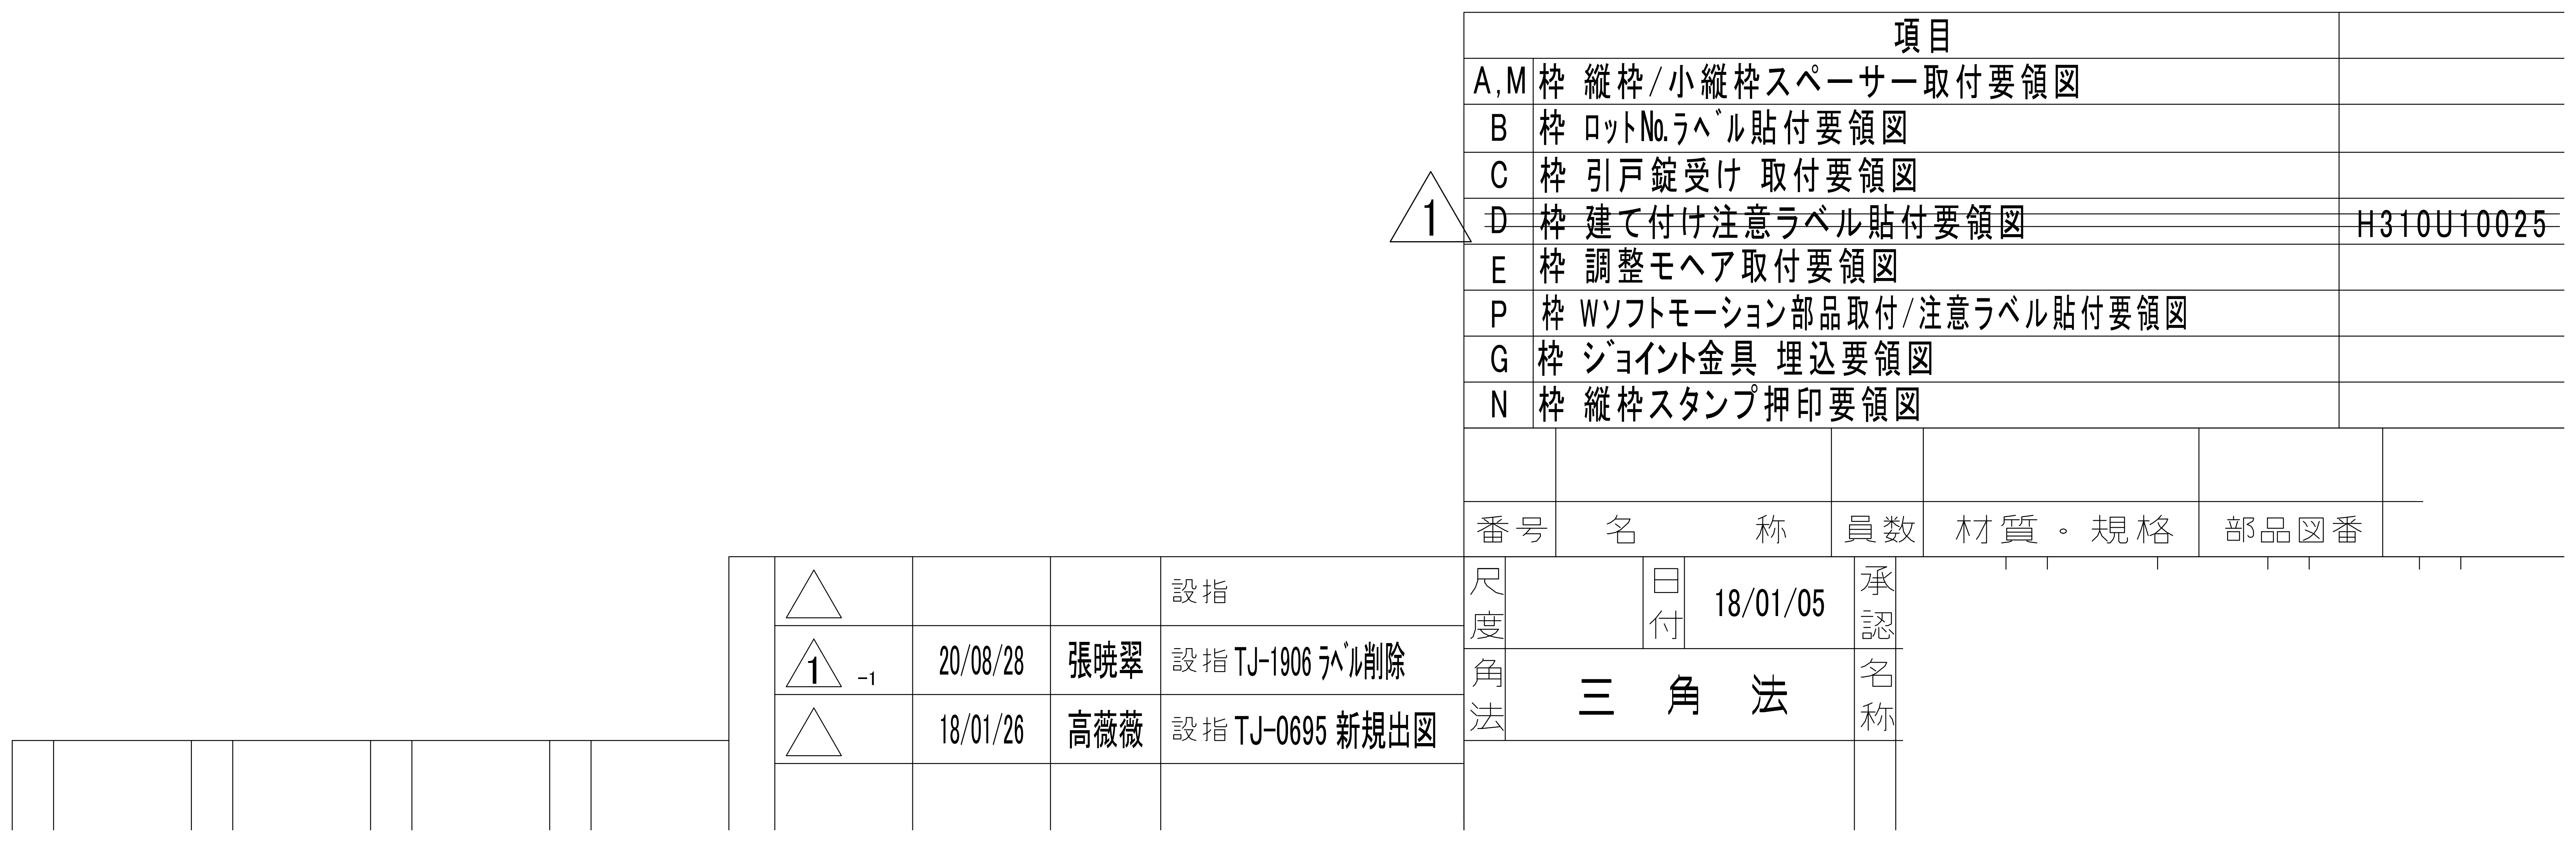 項目
A,M 枠 縦枠/小縦枠スペーサー取付要領図
B 枠 ロットNo.ラベル貼付要領図
C 枠 引戸錠受け 取付要領図
1 D 枠 建て付け注意ラベル貼付要領図 H310U10025
E 枠 調整モヘア取付要領図
P 枠 Wソフトモーション部品取付/注意ラベル貼付要領図
G 枠 ジョイント金具 埋込要領図
N 枠 縦枠スタンプ押印要領図
番号 名 称 員数 材質・規格 部品図番
設指 尺度 日付 18/01/05 承認
1 -1 20/08/28 張暁翠 設指 TJ-1906 ラベル削除
角法 三角法 名称
18/01/26 高薇薇 設指 TJ-0695 新規出図